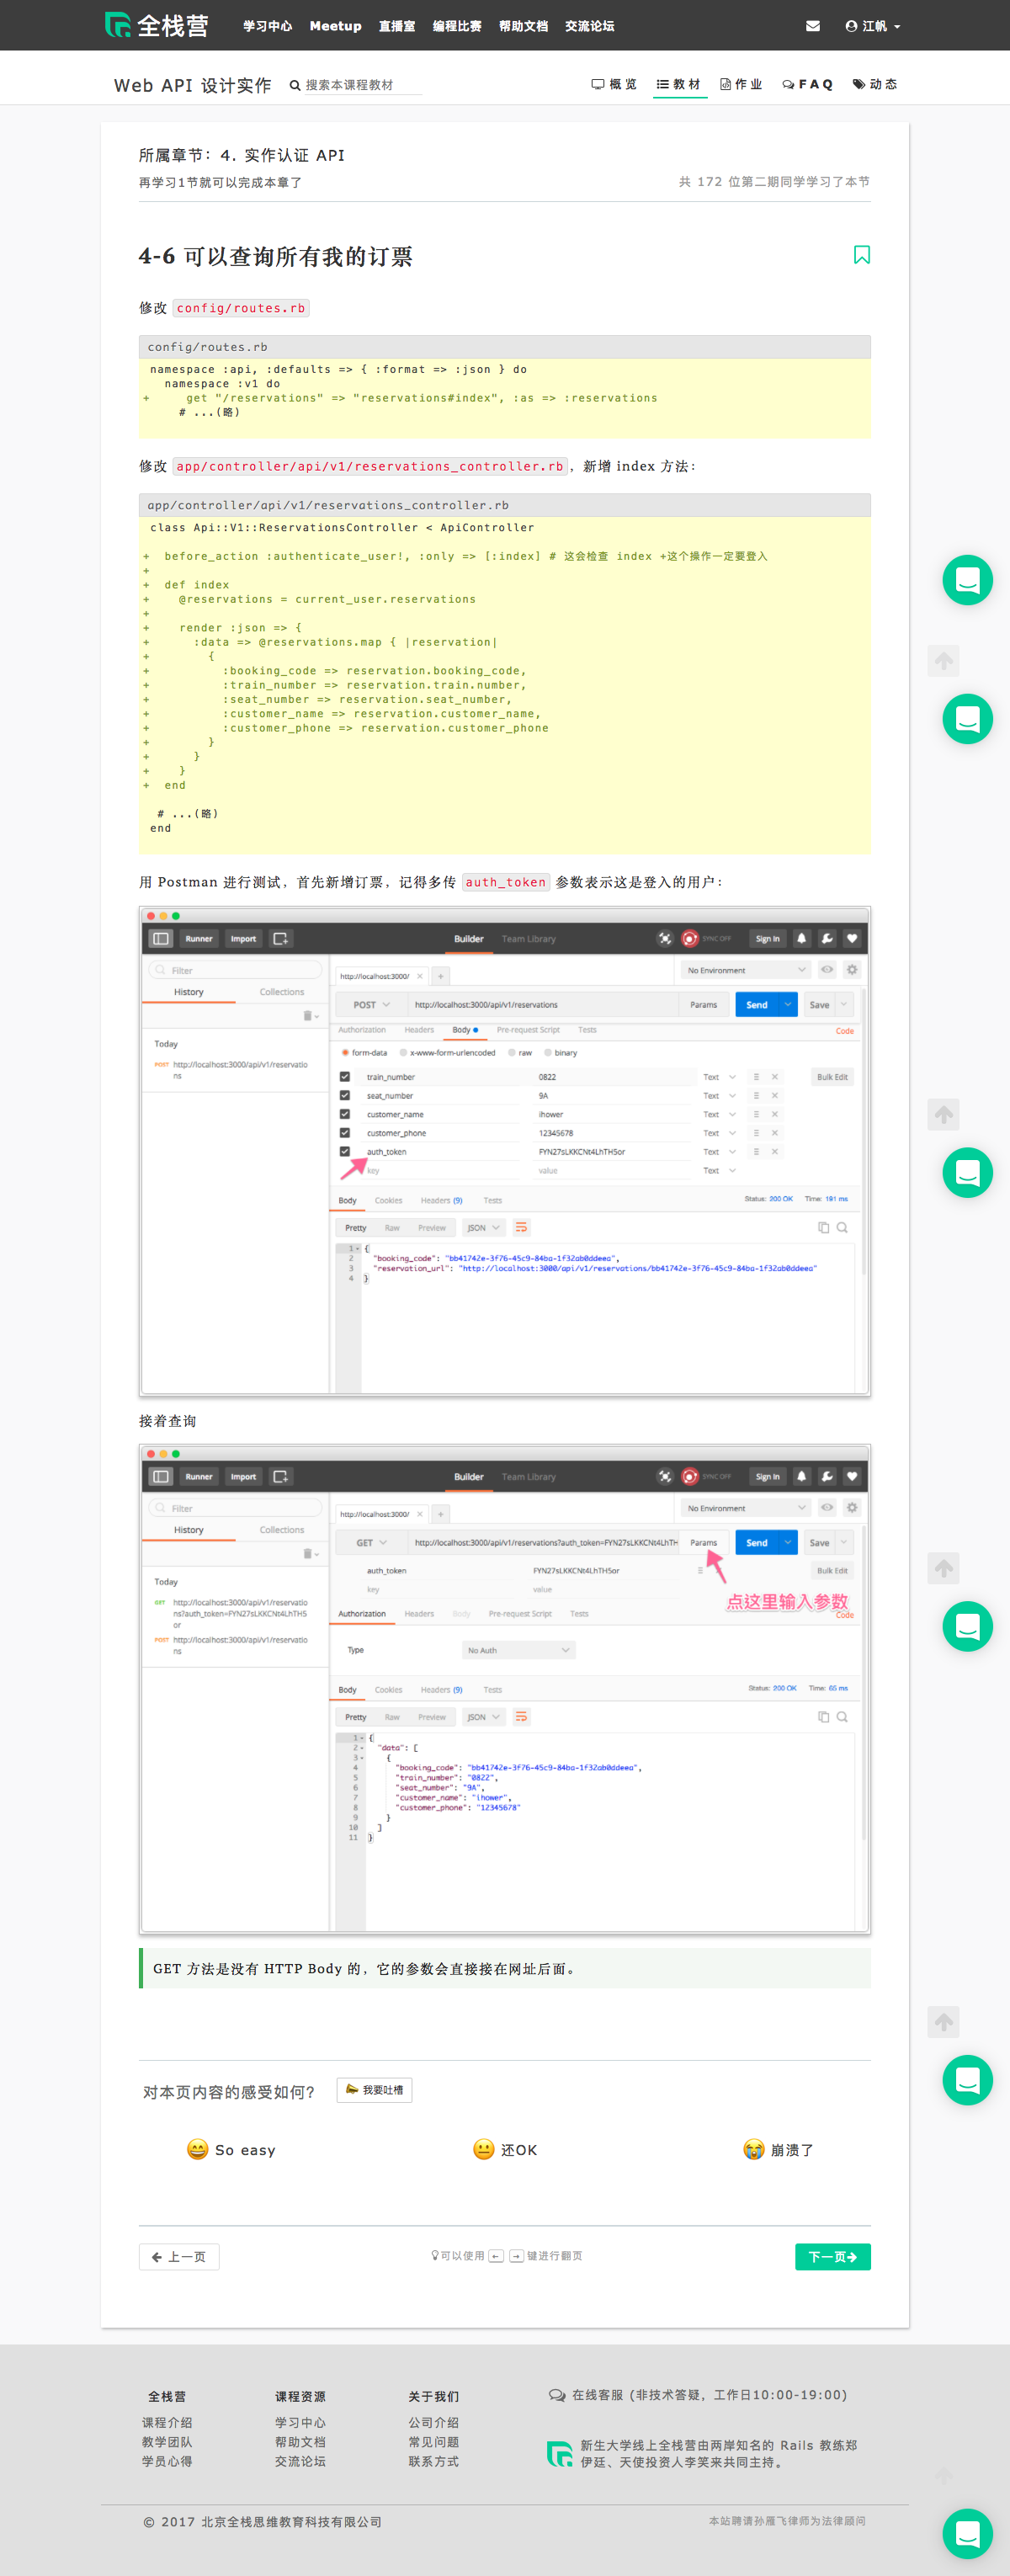 全栈营
学习中心 Meetup 直播室 编程比赛 帮助文档 交流论坛 江帆
Web API 设计实作 搜索本课程教材 概览 教材 作业 FAQ 动态
所属章节：4. 实作认证 API
再学习1节就可以完成本章了 共 172 位第二期同学学习了本节
4-6 可以查询所有我的订票
修改 config/routes.rb
config/routes.rb
namespace :api, :defaults => { :format => :json } do
namespace :v1 do
+ get "/reservations" => "reservations#index", :as => :reservations
# ...(略)
修改 app/controller/api/v1/reservations_controller.rb，新增 index 方法：
app/controller/api/v1/reservations_controller.rb
class Api::V1::ReservationsController < ApiController
+ before_action :authenticate_user!, :only => [:index] # 这会检查 index +这个操作一定要登入
+
+ def index
+ @reservations = current_user.reservations
+
+ render :json => {
+ :data => @reservations.map { |reservation|
+ {
+ :booking_code => reservation.booking_code,
+ :train_number => reservation.train.number,
+ :seat_number => reservation.seat_number,
+ :customer_name => reservation.customer_name,
+ :customer_phone => reservation.customer_phone
+ }
+ }
+ }
+ end
# ...(略)
end
用 Postman 进行测试，首先新增订票，记得多传 auth_token 参数表示这是登入的用户：
Runner Import Builder Team Library SYNC OFF Sign In
Filter http://localhost:3000/ × + No Environment
History Collections
POST http://localhost:3000/api/v1/reservations Params Send Save
Authorization Headers Body Pre-request Script Tests Code
Today
form-data x-www-form-urlencoded raw binary
POST http://localhost:3000/api/v1/reservatio
ns
train_number 0822 Text Bulk Edit
seat_number 9A Text
customer_name ihower Text
customer_phone 12345678 Text
auth_token FYN27sLKKCNt4LhTH5or Text
key value Text
Body Cookies Headers (9) Tests Status: 200 OK Time: 191 ms
Pretty Raw Preview JSON
1 {
2 "booking_code": "bb41742e-3f76-45c9-84ba-1f32ab0ddeea",
3 "reservation_url": "http://localhost:3000/api/v1/reservations/bb41742e-3f76-45c9-84ba-1f32ab0ddeea"
4 }
接着查询
Runner Import Builder Team Library SYNC OFF Sign In
Filter http://localhost:3000/ × + No Environment
History Collections
GET http://localhost:3000/api/v1/reservations?auth_token=FYN27sLKKCNt4LhTH Params Send Save
auth_token FYN27sLKKCNt4LhTH5or Bulk Edit
Today
key value
点这里输入参数
GET http://localhost:3000/api/v1/reservatio
ns?auth_token=FYN27sLKKCNt4LhTH5
or
POST http://localhost:3000/api/v1/reservatio
ns
Authorization Headers Body Pre-request Script Tests Code
Type No Auth
Body Cookies Headers (9) Tests Status: 200 OK Time: 65 ms
Pretty Raw Preview JSON
1 {
2 "data": [
3 {
4 "booking_code": "bb41742e-3f76-45c9-84ba-1f32ab0ddeea",
5 "train_number": "0822",
6 "seat_number": "9A",
7 "customer_name": "ihower",
8 "customer_phone": "12345678"
9 }
10 ]
11 }
GET 方法是没有 HTTP Body 的，它的参数会直接接在网址后面。
对本页内容的感受如何? 我要吐槽
So easy 还OK 崩溃了
上一页 可以使用 ← → 键进行翻页 下一页
全栈营 课程资源 关于我们 在线客服 (非技术答疑，工作日10:00-19:00)
课程介绍 学习中心 公司介绍
教学团队 帮助文档 常见问题
学员心得 交流论坛 联系方式
新生大学线上全栈营由两岸知名的 Rails 教练郑
伊廷、天使投资人李笑来共同主持。
© 2017 北京全栈思维教育科技有限公司 本站聘请孙雁飞律师为法律顾问